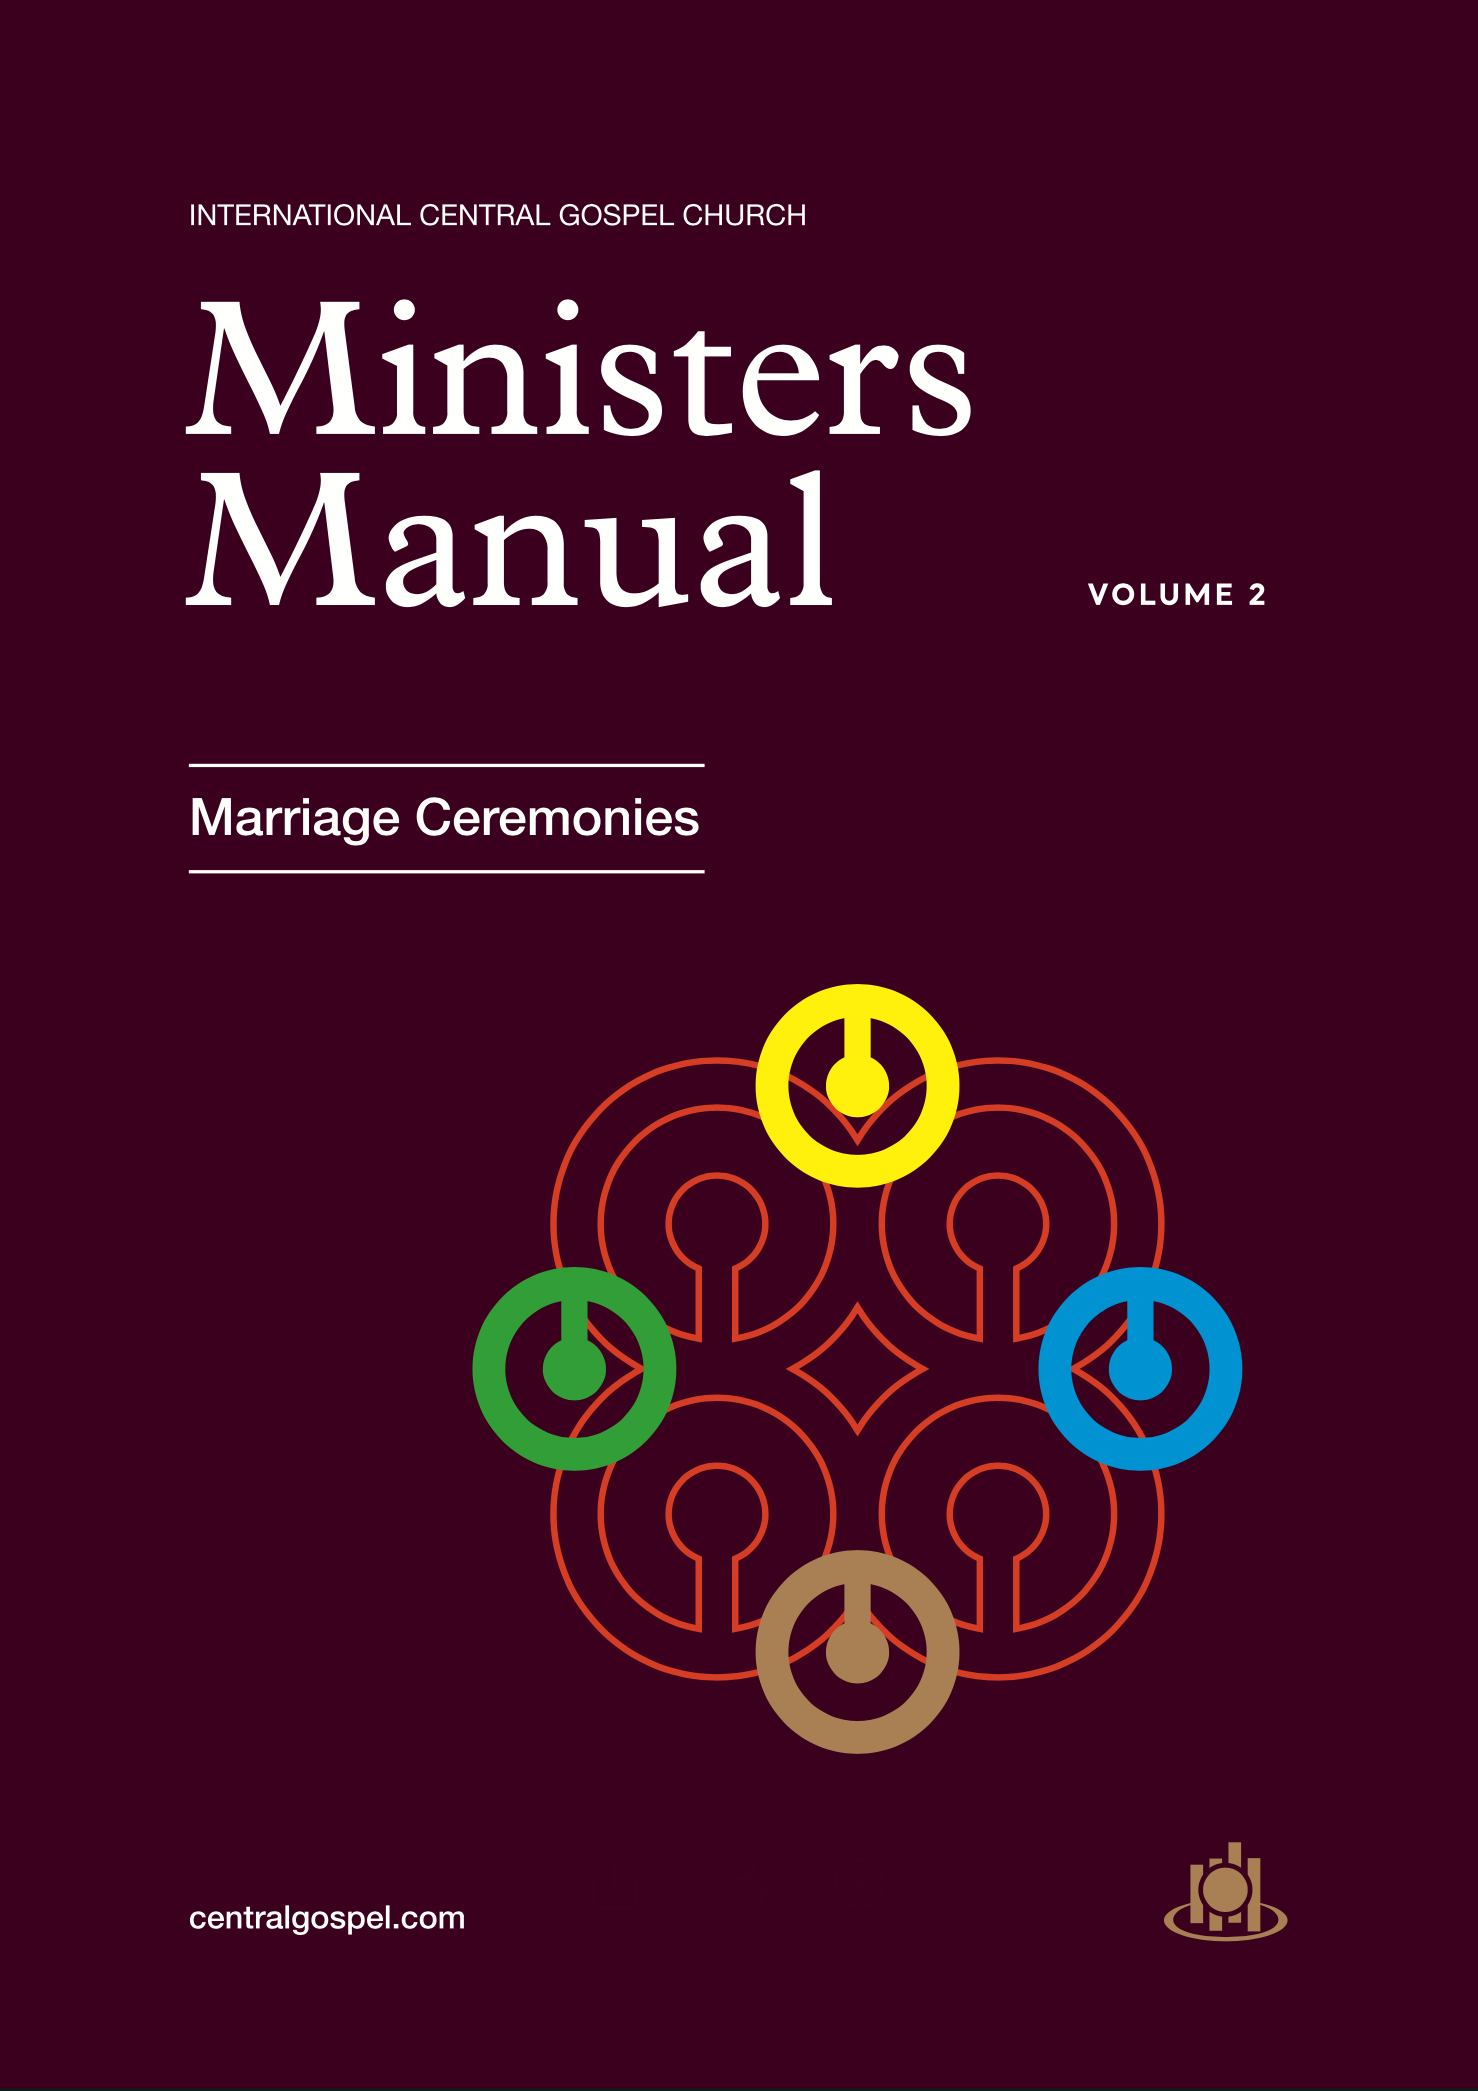 INTERNATIONAL CENTRAL GOSPEL CHURCH
Ministers
Manual
VOLUME 2
Marriage Ceremonies
centralgospel.com